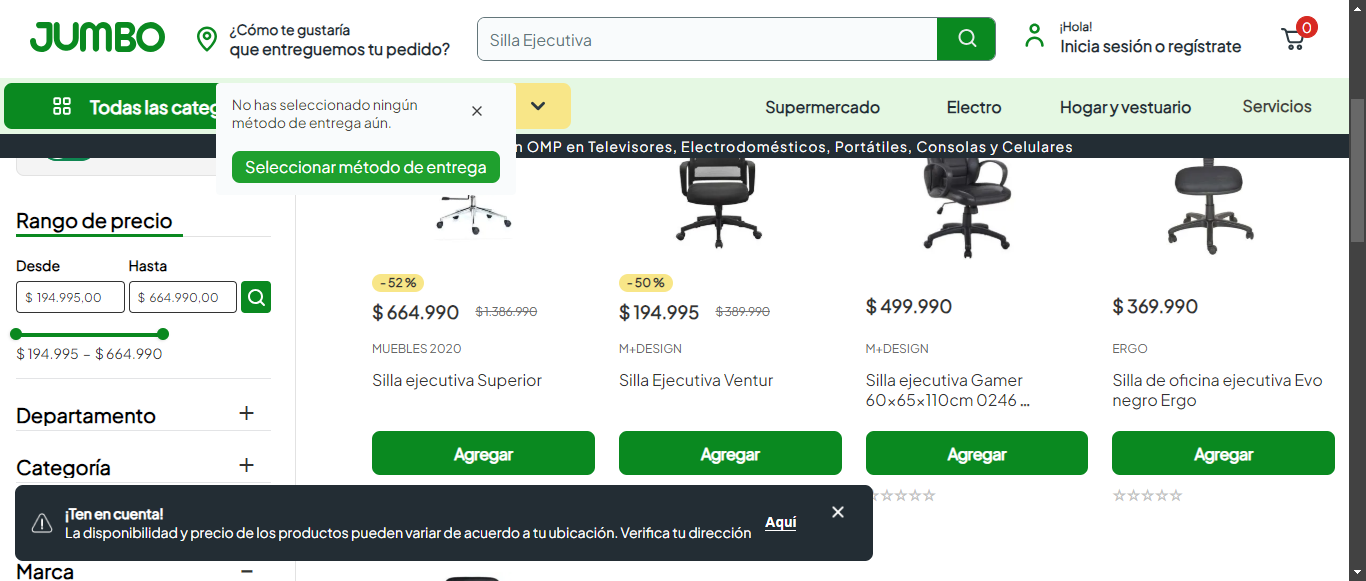 JUMBO
¿Cómo te gustaría
que entreguemos tu pedido?
Silla Ejecutiva
¡Hola!
Inicia sesión o regístrate
0
Todas las categ
No has seleccionado ningún
método de entrega aún.
Seleccionar método de entrega
Supermercado
Electro
Hogar y vestuario
Servicios
n OMP en Televisores, Electrodomésticos, Portátiles, Consolas y Celulares
Rango de precio
Desde
Hasta
$ 194.995,00
$ 664.990,00
$ 194.995 – $ 664.990
Departamento
Categoría
Marca
- 52 %
$ 664.990 $ 1.386.990
MUEBLES 2020
Silla ejecutiva Superior
Agregar
- 50 %
$ 194.995 $ 389.990
M+DESIGN
Silla Ejecutiva Ventur
Agregar
$ 499.990
M+DESIGN
Silla ejecutiva Gamer
60x65x110cm 0246 ...
Agregar
$ 369.990
ERGO
Silla de oficina ejecutiva Evo
negro Ergo
Agregar
¡Ten en cuenta!
La disponibilidad y precio de los productos pueden variar de acuerdo a tu ubicación. Verifica tu dirección
Aquí